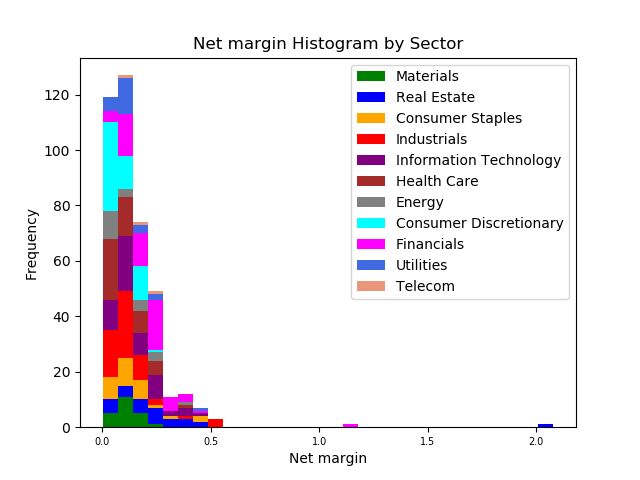 Net margin Histogram by Sector
Frequency
120
100
80
60
40
20
0
Materials
Real Estate
Consumer Staples
Industrials
Information Technology
Health Care
Energy
Consumer Discretionary
Financials
Utilities
Telecom
0.0 0.5 1.0 1.5 2.0
Net margin